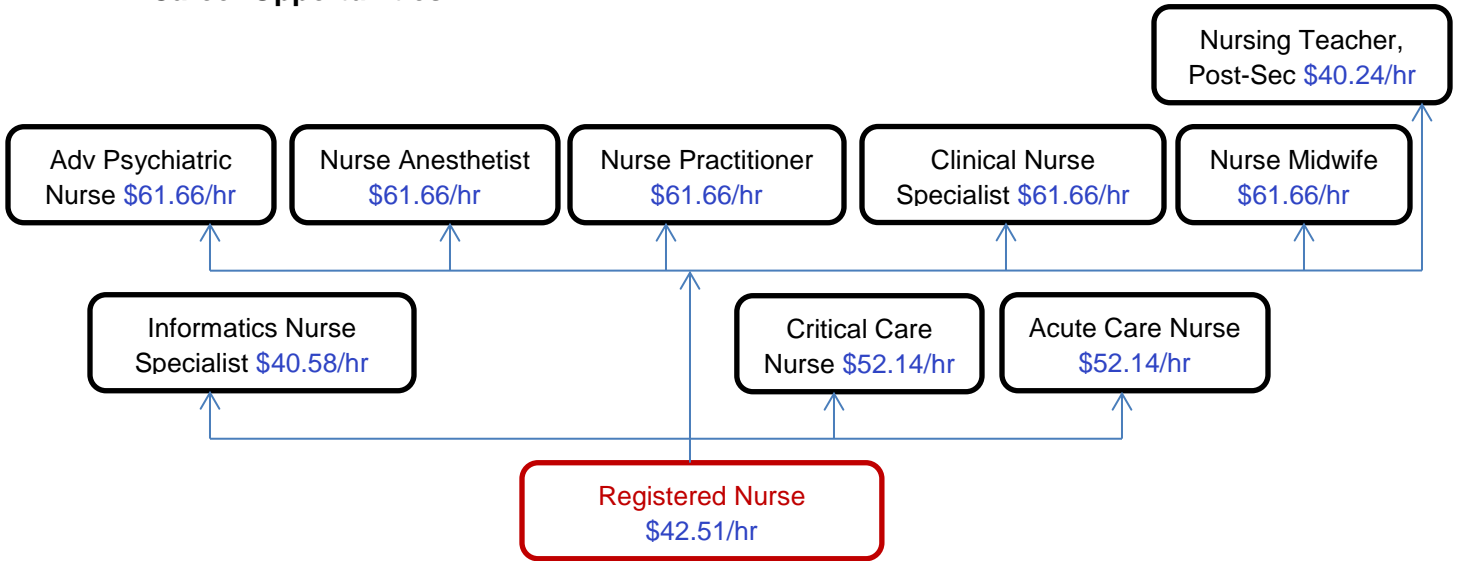 Nursing Teacher,
Post-Sec $40.24/hr
Adv Psychiatric
Nurse $61.66/hr
Nurse Anesthetist
$61.66/hr
Nurse Practitioner
$61.66/hr
Clinical Nurse
Specialist $61.66/hr
Nurse Midwife
$61.66/hr
Informatics Nurse
Specialist $40.58/hr
Critical Care
Nurse $52.14/hr
Acute Care Nurse
$52.14/hr
Registered Nurse
$42.51/hr